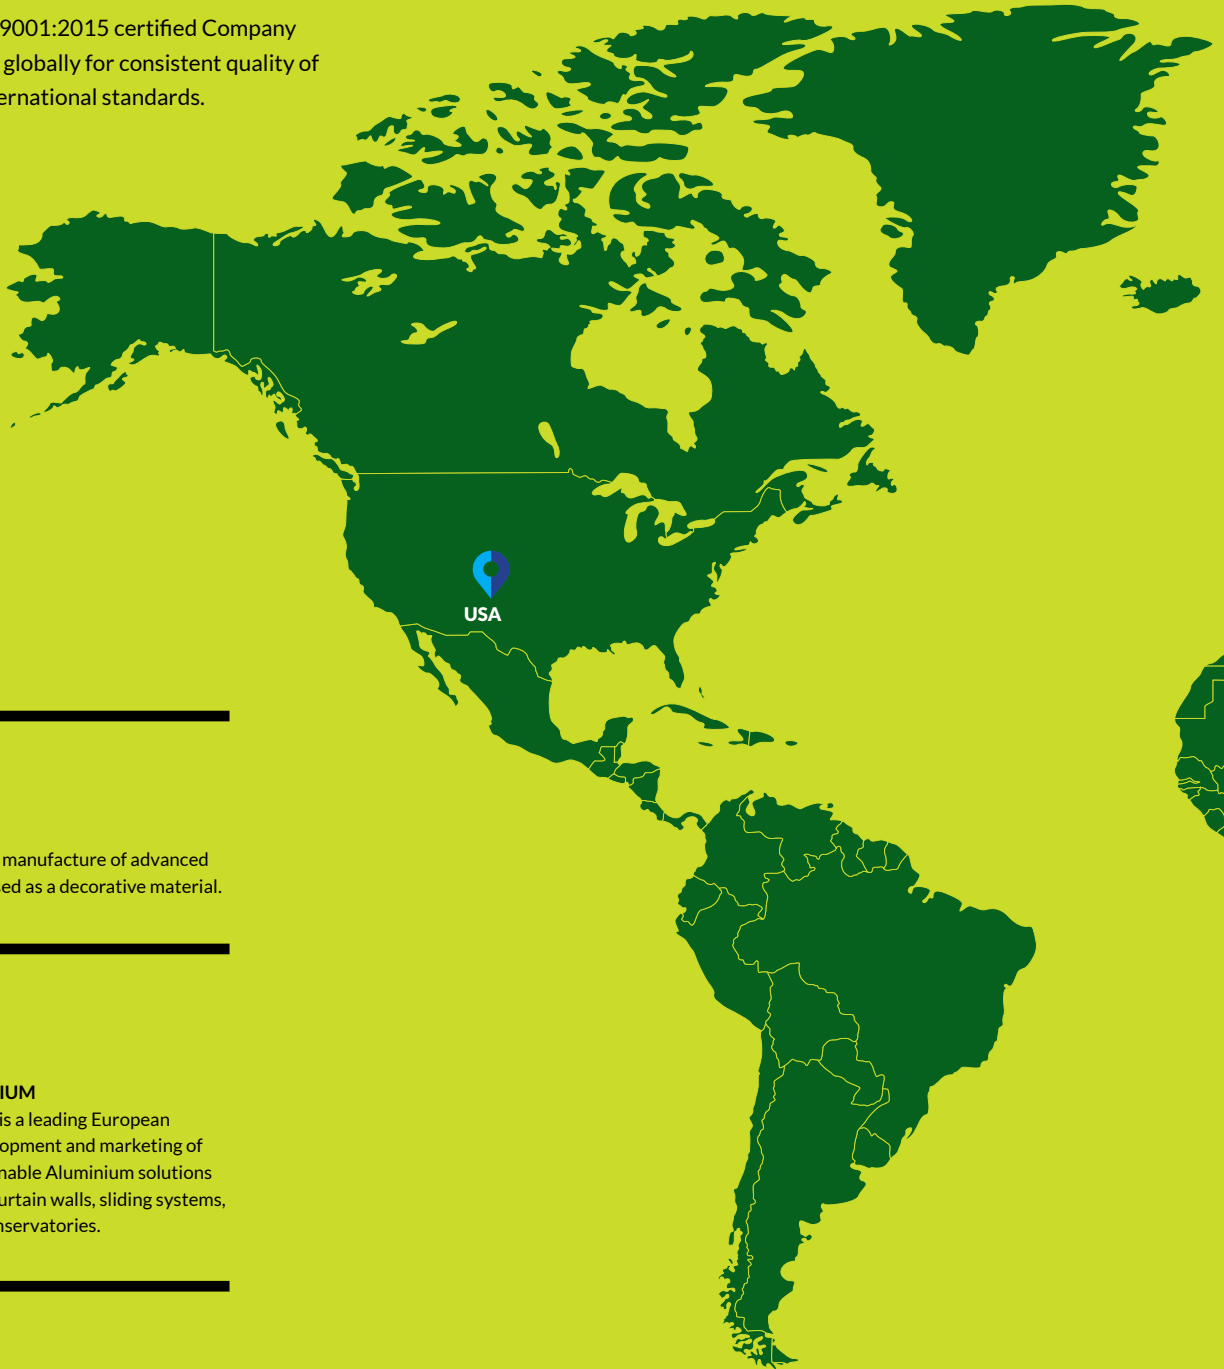 9001:2015 certified Company
globally for consistent quality of
ernational standards.
USA
manufacture of advanced
sed as a decorative material.
IUM
is a leading European
opment and marketing of
nable Aluminium solutions
urtain walls, sliding systems,
nservatories.